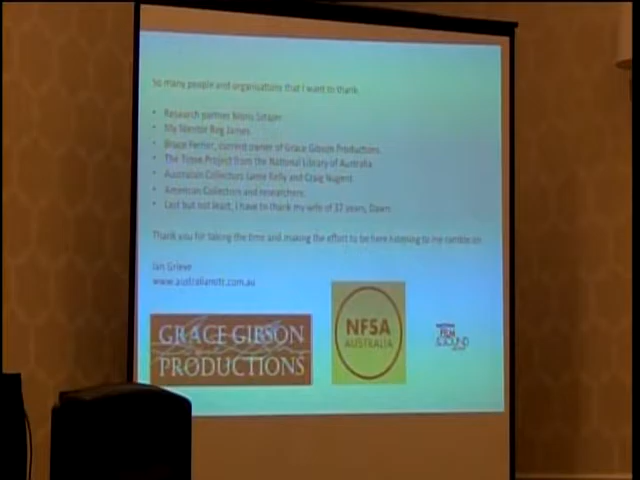 So many people and organisations that I want to thank.
• Research partner
• My Mentor Reg James
• Bruce Ferrier, current owner of Grace Gibson Productions.
• The Trove Project from the National Library of Australia.
• Australian Collectors Jamie Kelly and Craig Nugent
• American Collectors and researchers.
• Last but not least, I have to thank my wife of 37 years, Dawn.
Thank you for taking the time and making the effort to be here listening to me ramble on
Ian Grieve
www.australianotr.com.au
GRACE GIBSON
PRODUCTIONS
NFSA
AUSTRALIA
FILM
& SOUND